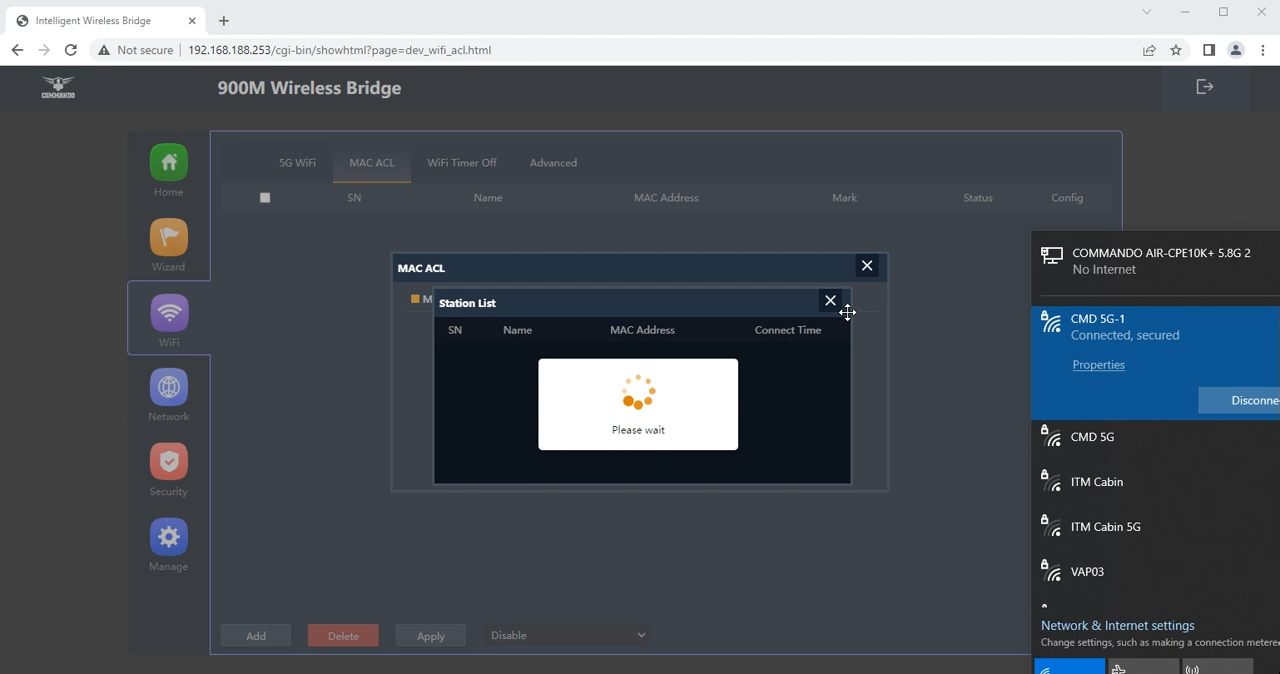 Intelligent Wireless Bridge
Not secure
192.168.188.253/cgi-bin/showhtml?page=dev_wifi_acl.html
COMMANDO
900M Wireless Bridge
5G WiFi
MAC ACL
WiFi Timer Off
Advanced
SN
Name
MAC Address
Mark
Status
Config
Home
Wizard
WiFi
Network
Security
Manage
MAC ACL
M
Station List
SN
Name
MAC Address
Connect Time
Please wait
Add
Delete
Apply
Disable
COMMANDO AIR-CPE10K+ 5.8G 2
No Internet
CMD 5G-1
Connected, secured
Properties
Disconne
CMD 5G
ITM Cabin
ITM Cabin 5G
VAP03
Network & Internet settings
Change settings, such as making a connection metere